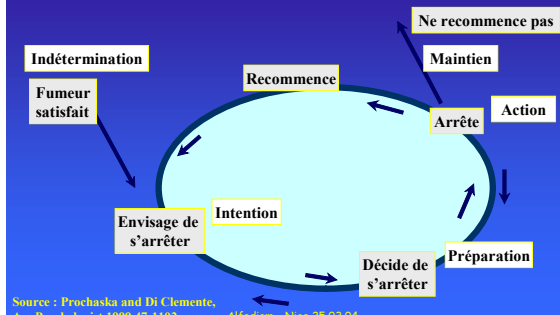 Ne recommence pas
Indétermination
Maintien
Recommence
Fumeur
satisfait
Action
Arrête
Intention
Envisage de
s’arrêter
Préparation
Décide de
s’arrêter
Source : Prochaska and Di Clemente,